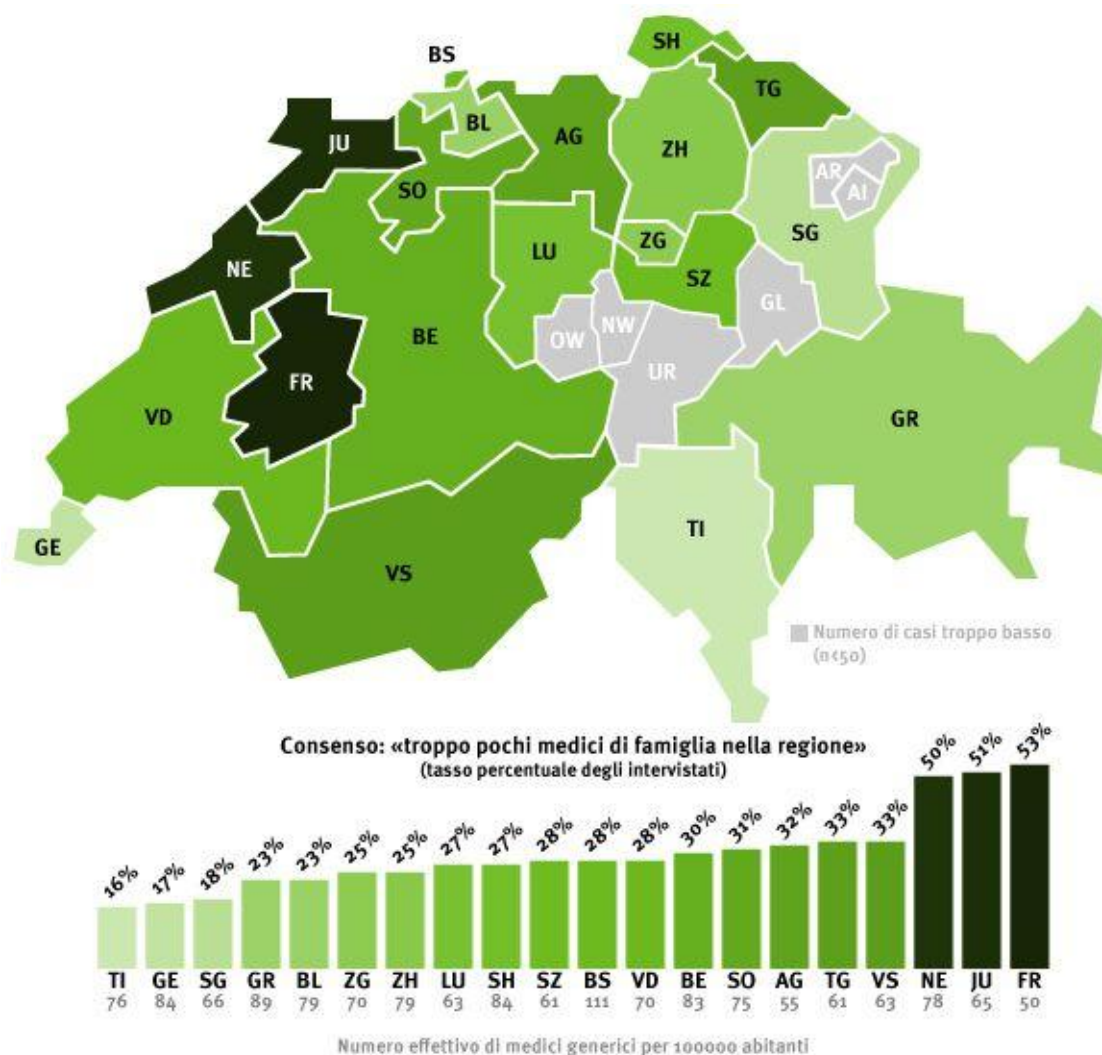 BS
SH
TG
JU
BL
AG
ZH
AR
AI
SO
SG
NE
LU
ZG
SZ
GL
BE
OW
NW
UR
FR
VD
GR
GE
VS
TI
Numero di casi troppo basso
(n<50)
Consenso: «troppo pochi medici di famiglia nella regione»
(tasso percentuale degli intervistati)
16% 17% 18% 23% 23% 25% 25% 27% 27% 28% 28% 28% 30% 31% 32% 33% 33% 50% 51% 53%
TI GE SG GR BL ZG ZH LU SH SZ BS VD BE SO AG TG VS NE JU FR
76 84 66 89 79 70 79 63 84 61 111 70 83 75 55 61 63 78 65 50
Numero effettivo di medici generici per 100000 abitanti